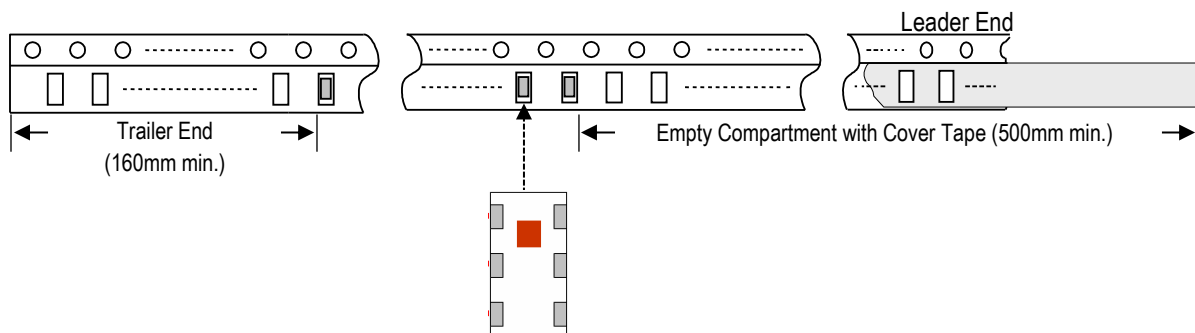 Leader End
Trailer End
(160mm min.)
Empty Compartment with Cover Tape (500mm min.)